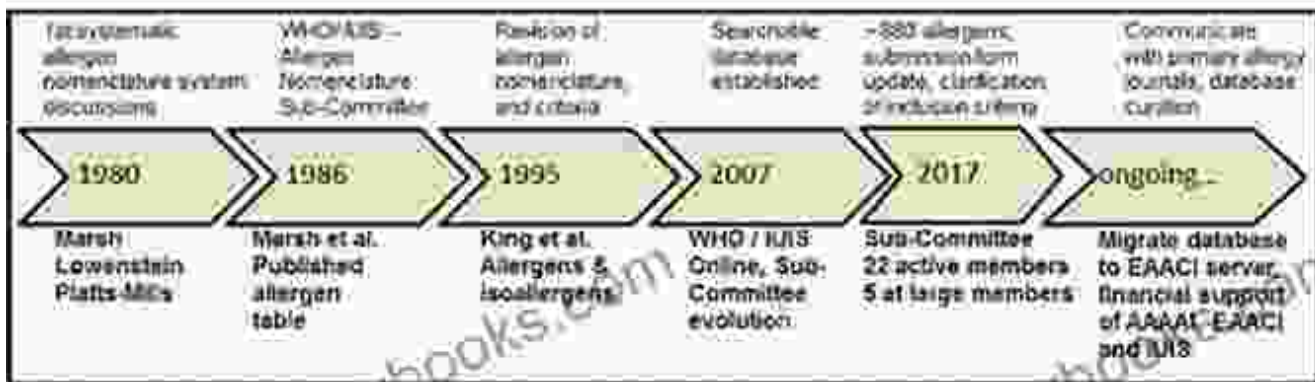 1st systematic
allergen
nomenclature system
discussions
WHO/IUIS –
Allergen
Nomenclature
Sub-Committee
Revision of
allergen
nomenclature,
and criteria
Searchable
database
established
~880 allergens,
submission form
update, clarification
of inclusion criteria
Communicate
with primary allergy
journals, database
curation
1980
1986
1995
2007
2017
ongoing...
Marsh
Lowenstein
Platts-Mills
Marsh et al.
Published
allergen
table
King et al.
Allergens &
isoallergens
WHO / IUIS
Online, Sub-
Committee
evolution
Sub-Committee
22 active members
5 at large members
Migrate database
to EAACI server,
financial support
of AAAAI, EAACI
and IUIS
books.com